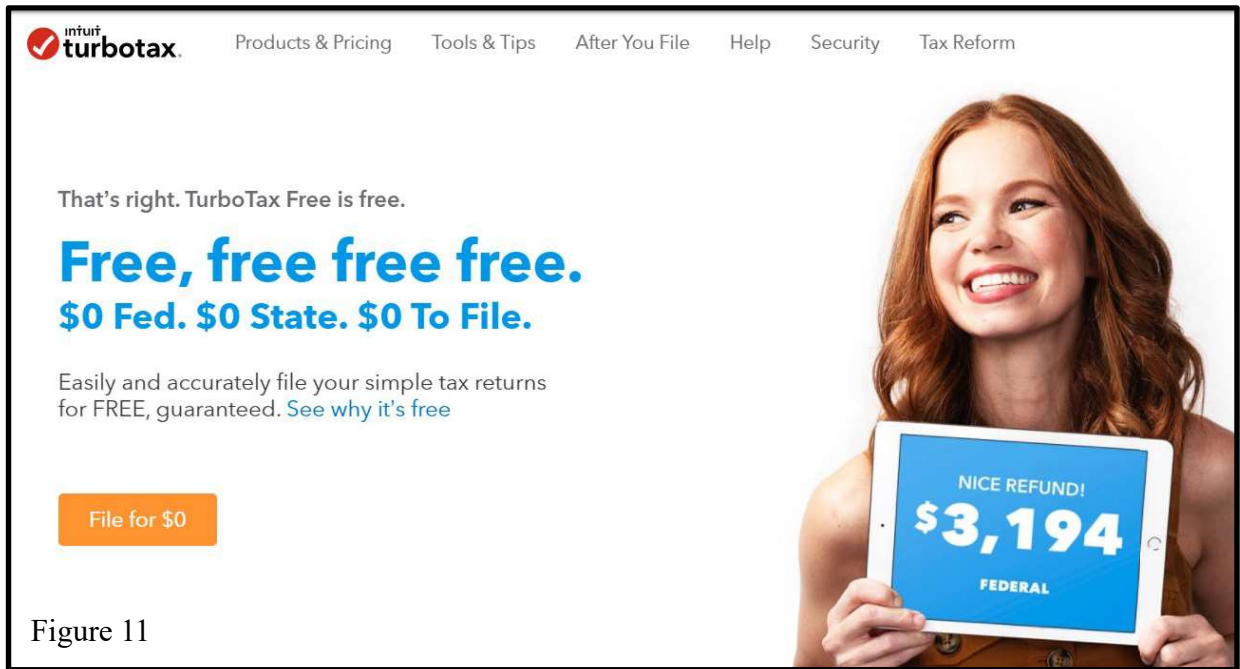 intuit
turbotax.
Products & Pricing Tools & Tips After You File Help Security Tax Reform
That's right. TurboTax Free is free.
Free, free free free.
$0 Fed. $0 State. $0 To File.
Easily and accurately file your simple tax returns
for FREE, guaranteed. See why it's free
File for $0
NICE REFUND!
$3,194
FEDERAL
Figure 11